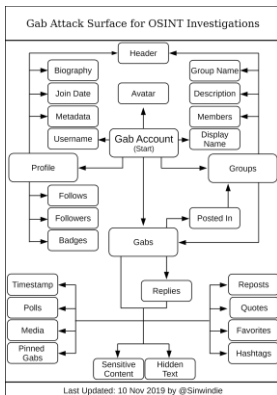 Gab Attack Surface for OSINT Investigations
Header
Biography
Group Name
Join Date
Avatar
Description
Metadata
Members
Username
Gab Account
(Start)
Display
Name
Profile
Groups
Follows
Followers
Posted In
Badges
Gabs
Timestamp
Replies
Reposts
Polls
Quotes
Media
Favorites
Pinned
Gabs
Hashtags
Sensitive
Content
Hidden
Text
Last Updated: 10 Nov 2019 by @Sinwindie